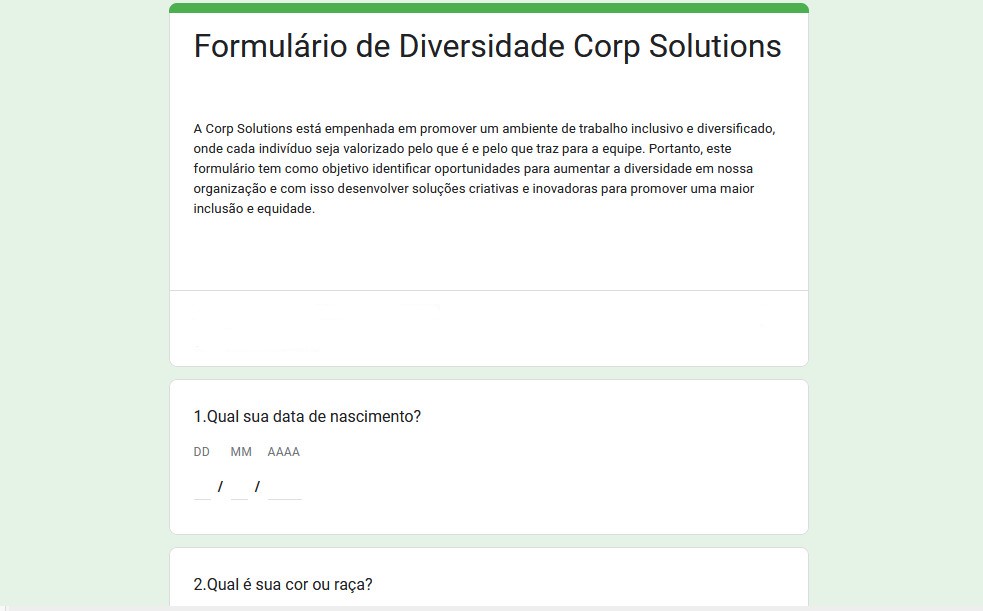 Formulário de Diversidade Corp Solutions
A Corp Solutions está empenhada em promover um ambiente de trabalho inclusivo e diversificado,
onde cada indivíduo seja valorizado pelo que é e pelo que traz para a equipe. Portanto, este
formulário tem como objetivo identificar oportunidades para aumentar a diversidade em nossa
organização e com isso desenvolver soluções criativas e inovadoras para promover uma maior
inclusão e equidade.
1.Qual sua data de nascimento?
DD MM AAAA
/ /
2.Qual é sua cor ou raça?